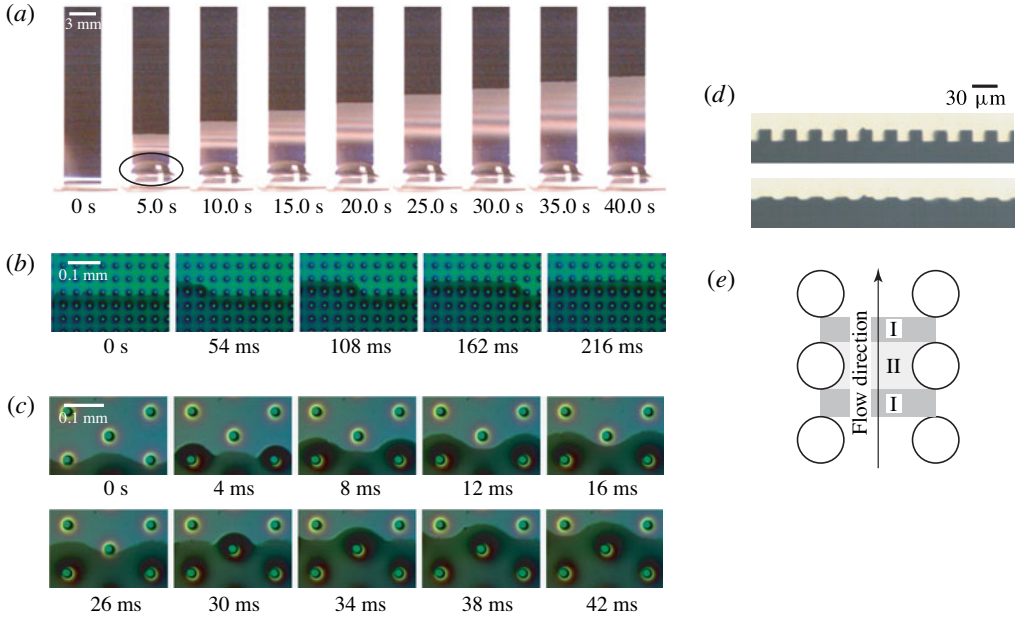 (a)
3 mm
0 s 5.0 s 10.0 s 15.0 s 20.0 s 25.0 s 30.0 s 35.0 s 40.0 s
(b)
0.1 mm
0 s 54 ms 108 ms 162 ms 216 ms
(c)
0.1 mm
0 s 4 ms 8 ms 12 ms 16 ms
26 ms 30 ms 34 ms 38 ms 42 ms
(d)
30 μm
(e)
Flow direction
I
II
I